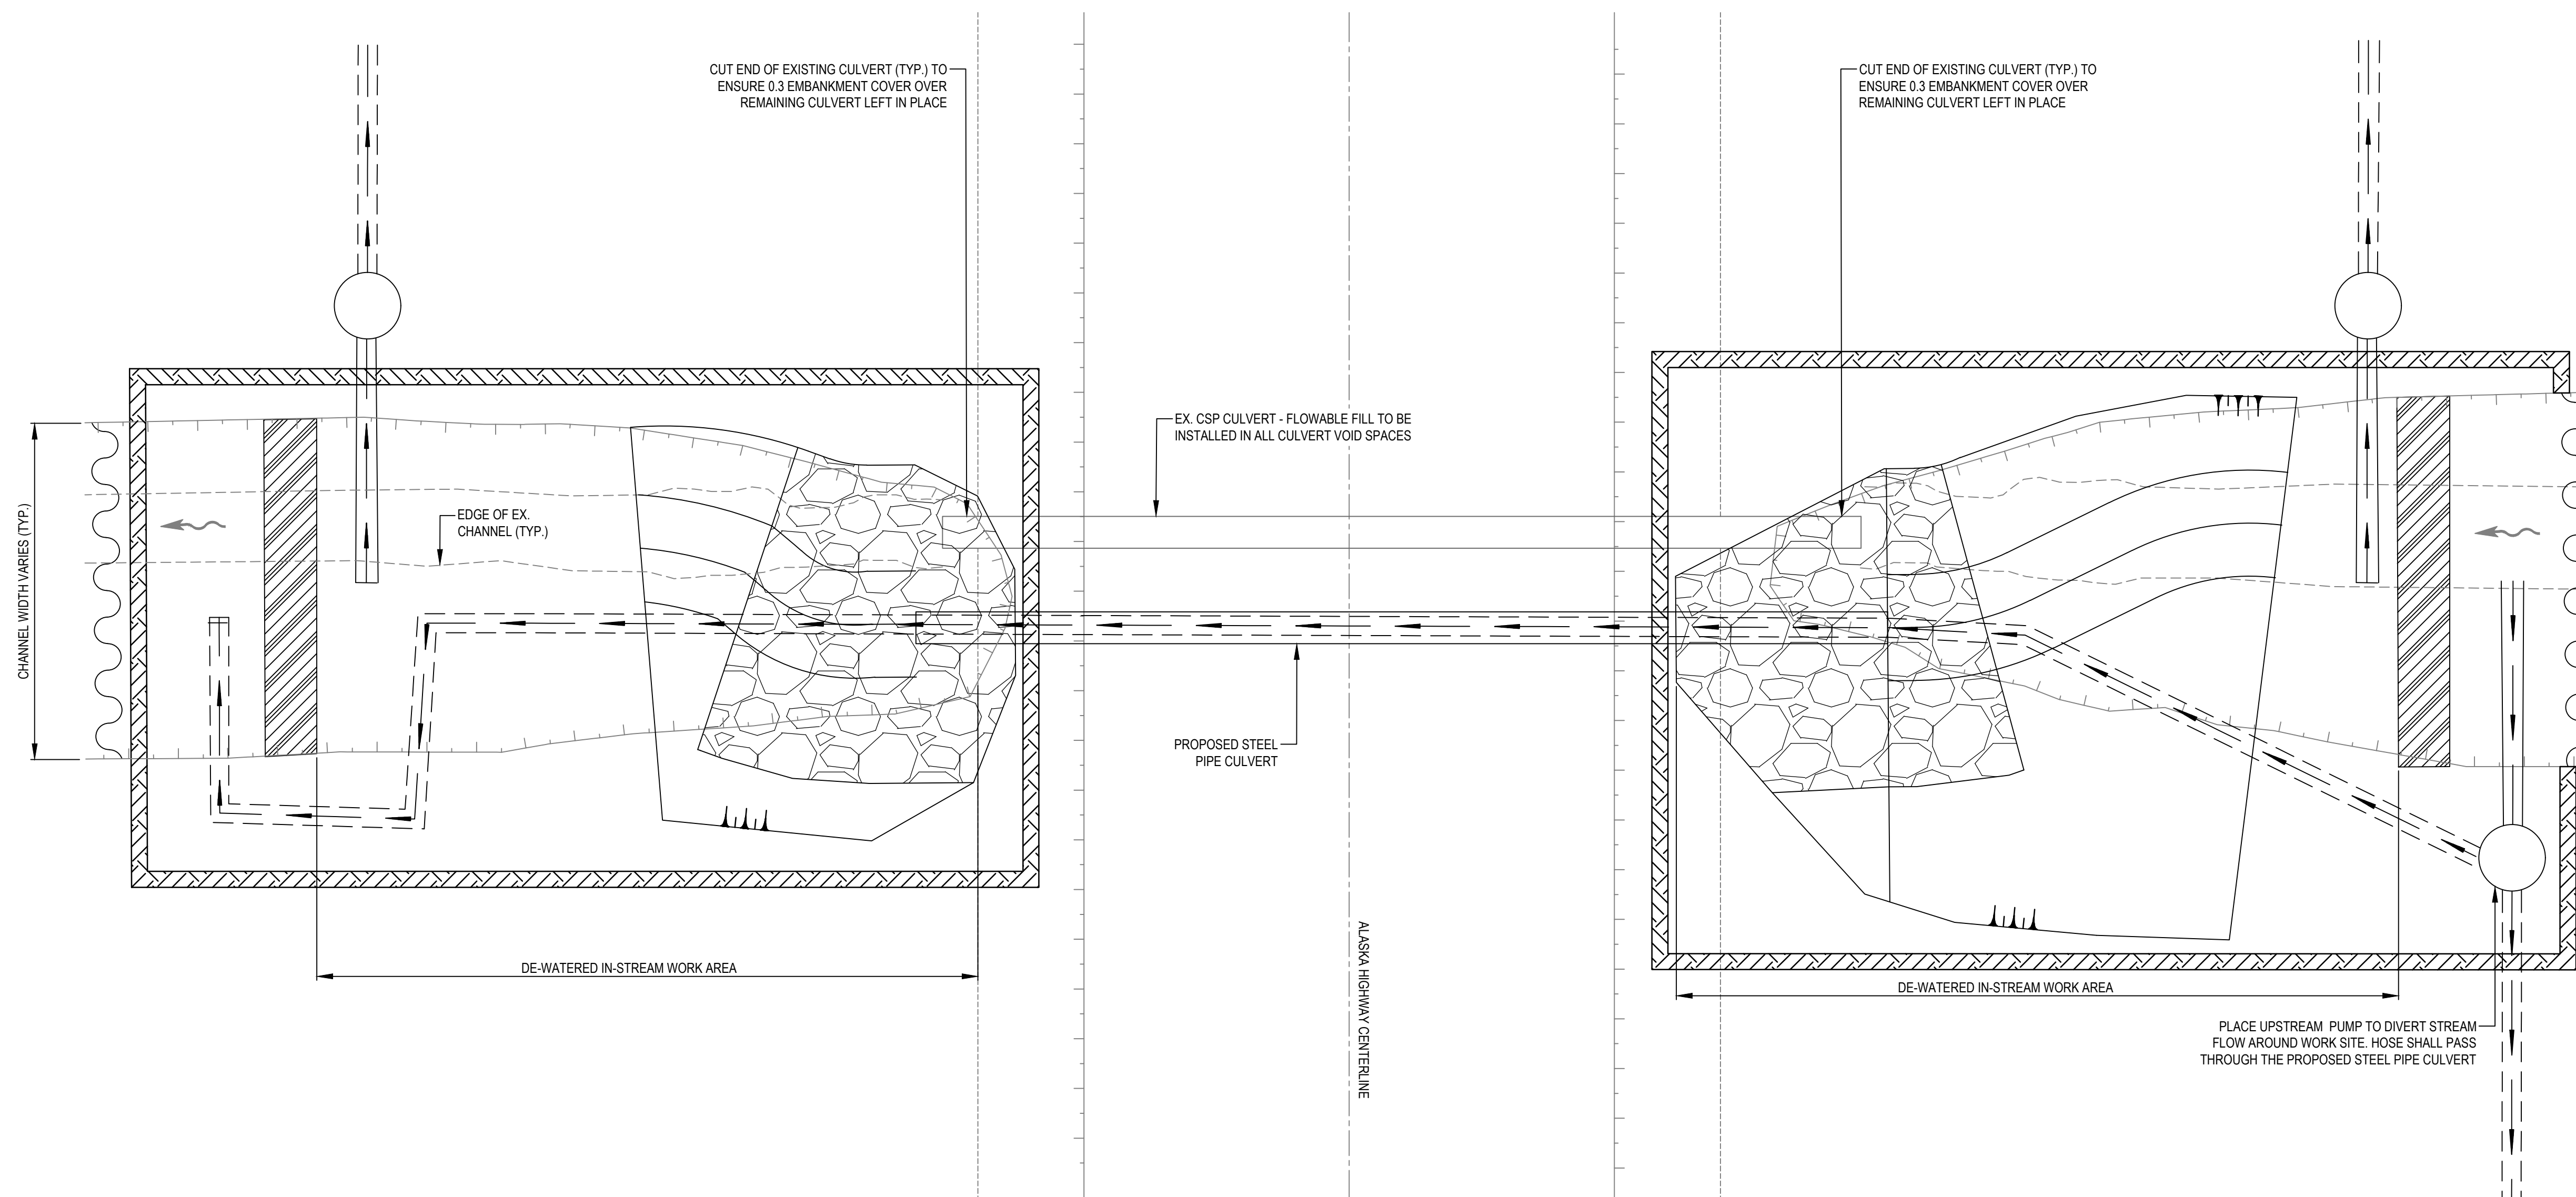 CUT END OF EXISTING CULVERT (TYP.) TO
ENSURE 0.3 EMBANKMENT COVER OVER
REMAINING CULVERT LEFT IN PLACE
CUT END OF EXISTING CULVERT (TYP.) TO
ENSURE 0.3 EMBANKMENT COVER OVER
REMAINING CULVERT LEFT IN PLACE
EX. CSP CULVERT - FLOWABLE FILL TO BE
INSTALLED IN ALL CULVERT VOID SPACES
CHANNEL WIDTH VARIES (TYP.)
EDGE OF EX.
CHANNEL (TYP.)
PROPOSED STEEL
PIPE CULVERT
DE-WATERED IN-STREAM WORK AREA
ALASKA HIGHWAY CENTERLINE
DE-WATERED IN-STREAM WORK AREA
PLACE UPSTREAM PUMP TO DIVERT STREAM
FLOW AROUND WORK SITE. HOSE SHALL PASS
THROUGH THE PROPOSED STEEL PIPE CULVERT